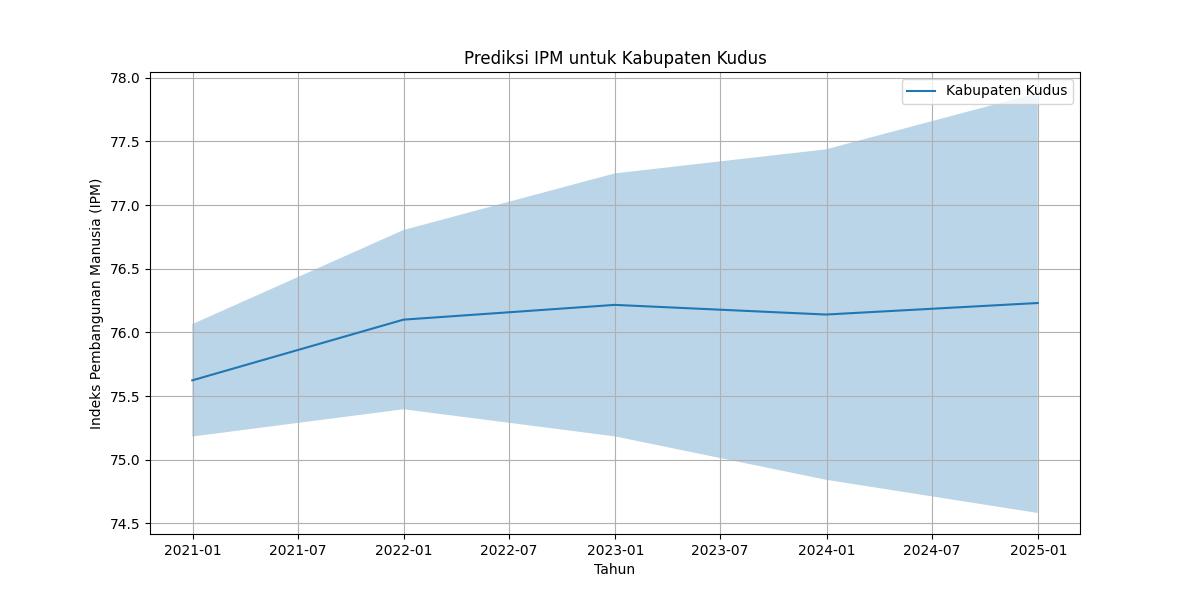 Prediksi IPM untuk Kabupaten Kudus
Kabupaten Kudus
Indeks Pembangunan Manusia (IPM)
78.0
77.5
77.0
76.5
76.0
75.5
75.0
74.5
2021-01 2021-07 2022-01 2022-07 2023-01 2023-07 2024-01 2024-07 2025-01
Tahun